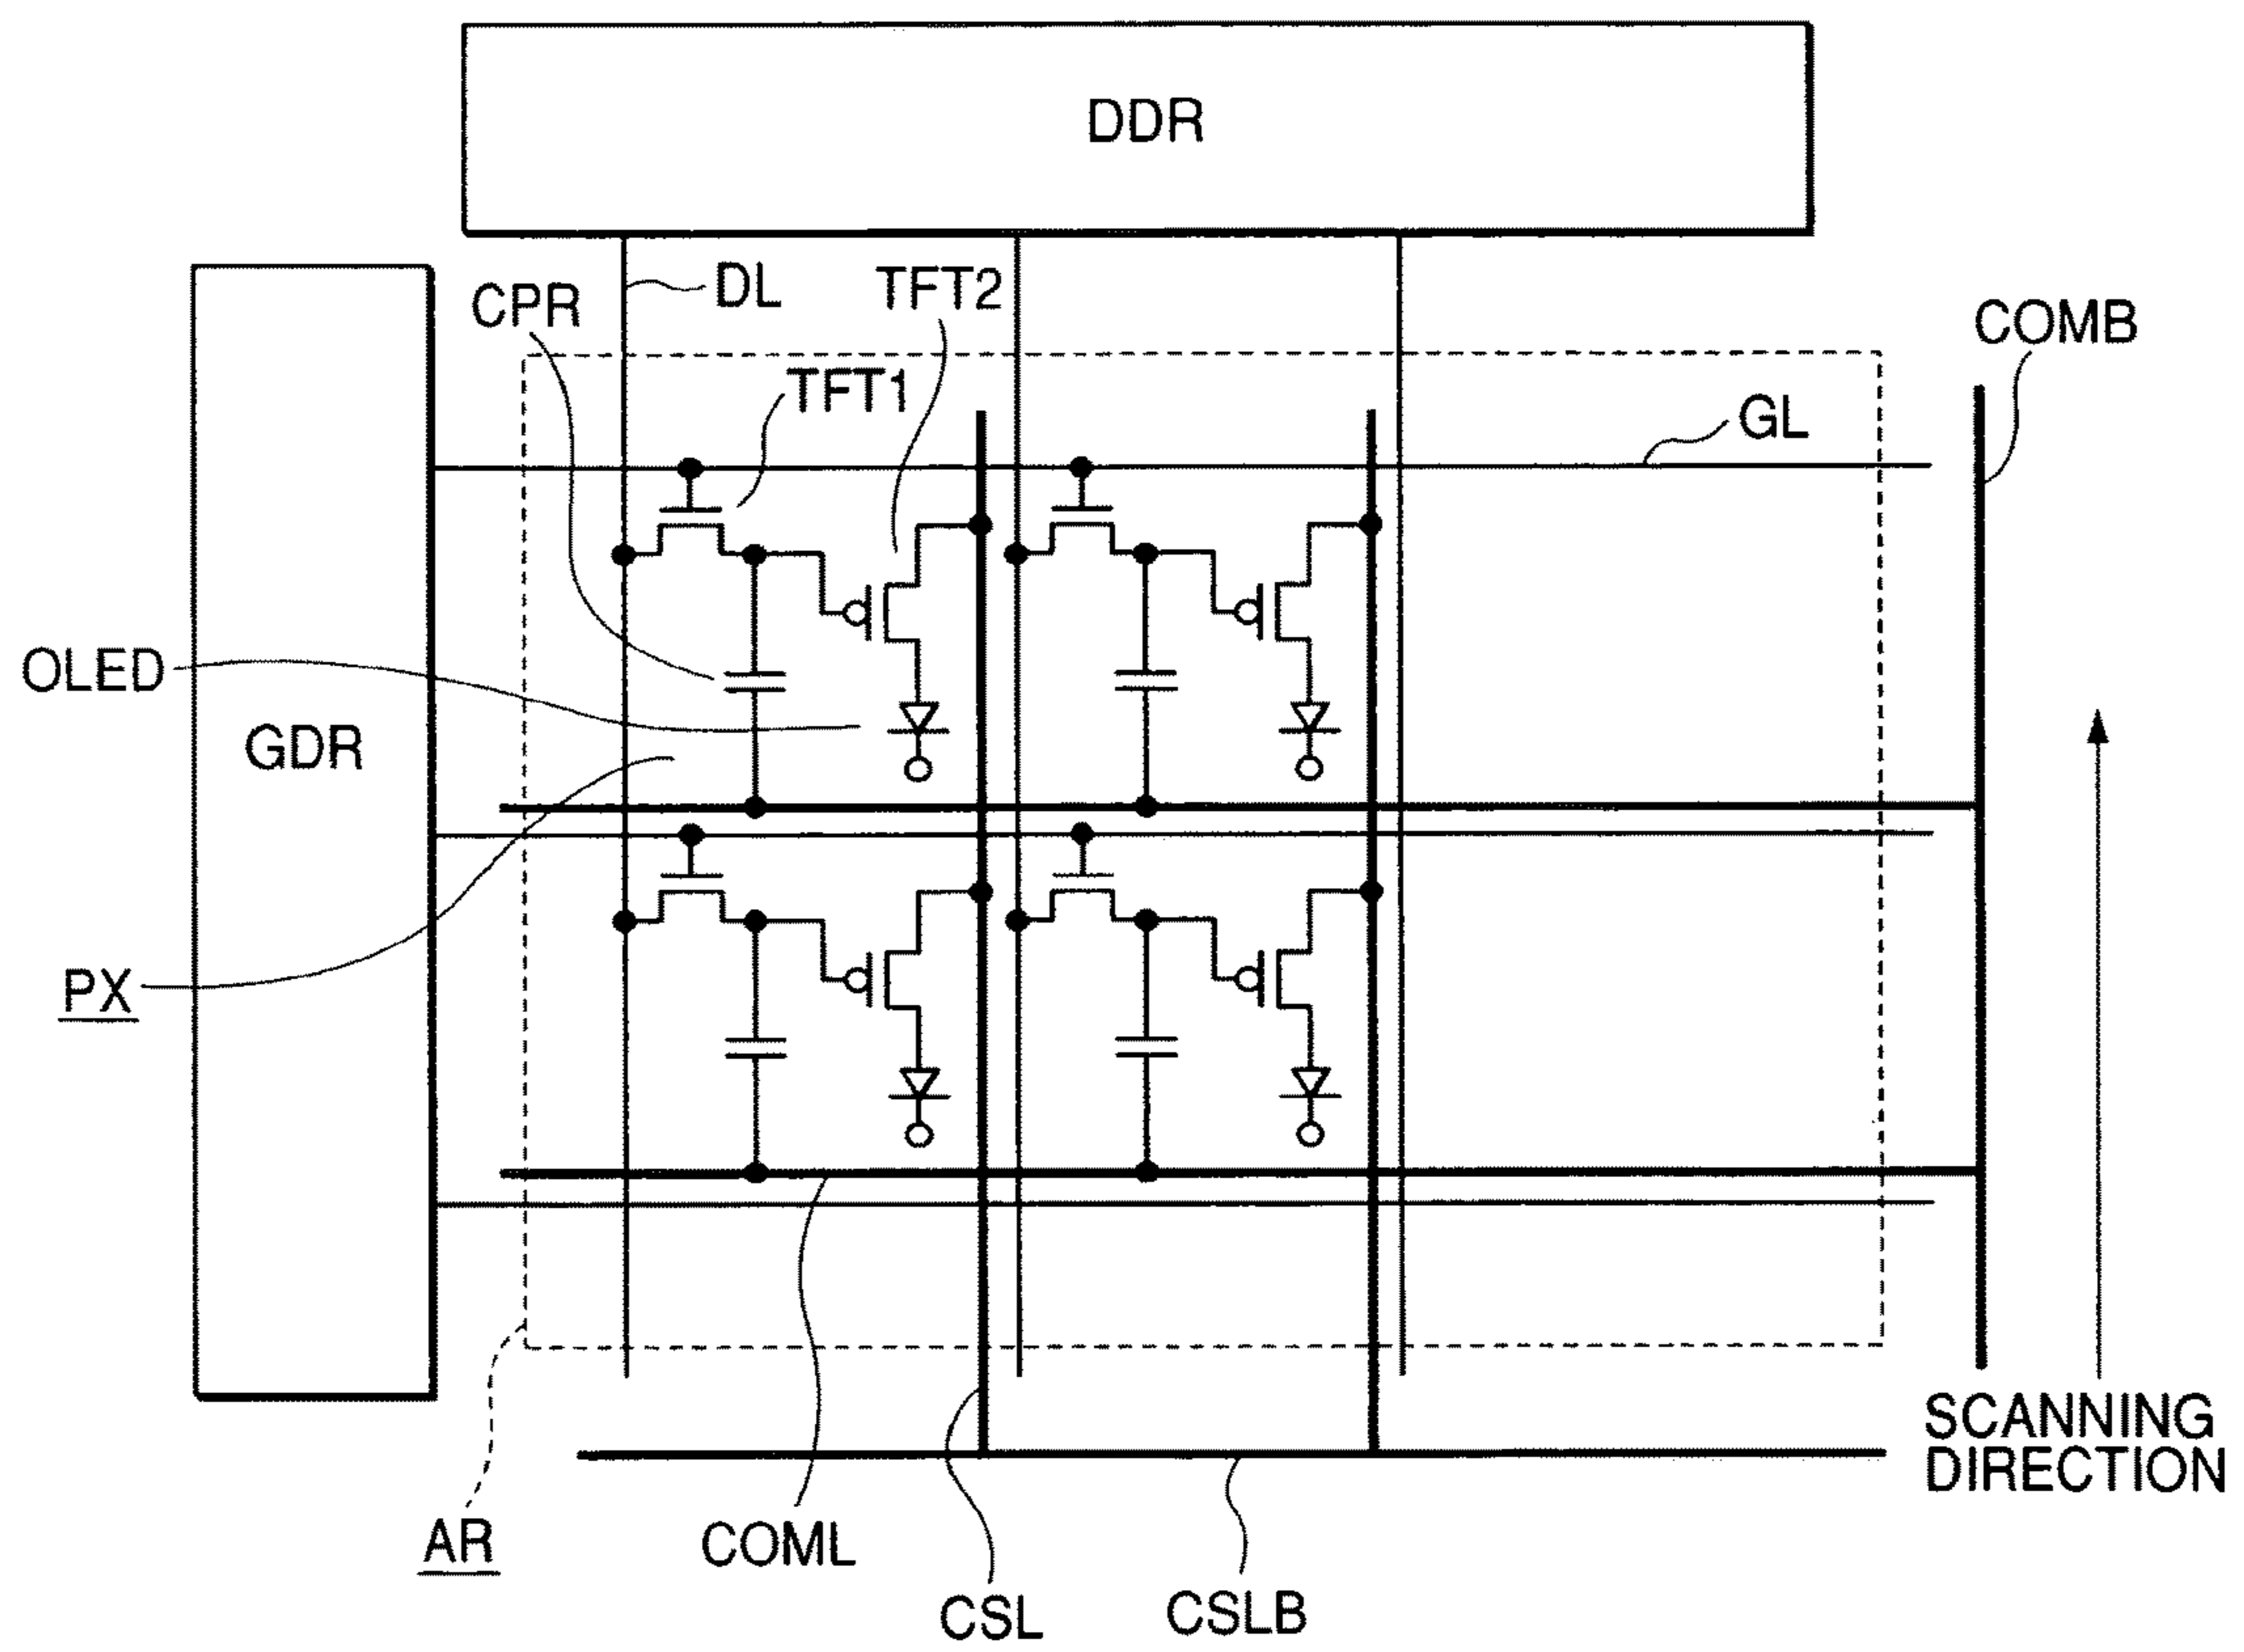 DDR
DL
TFT2
CPR
COMB
TFT1
GL
OLED
GDR
PX
SCANNING
DIRECTION
AR
COML
CSL
CSLB